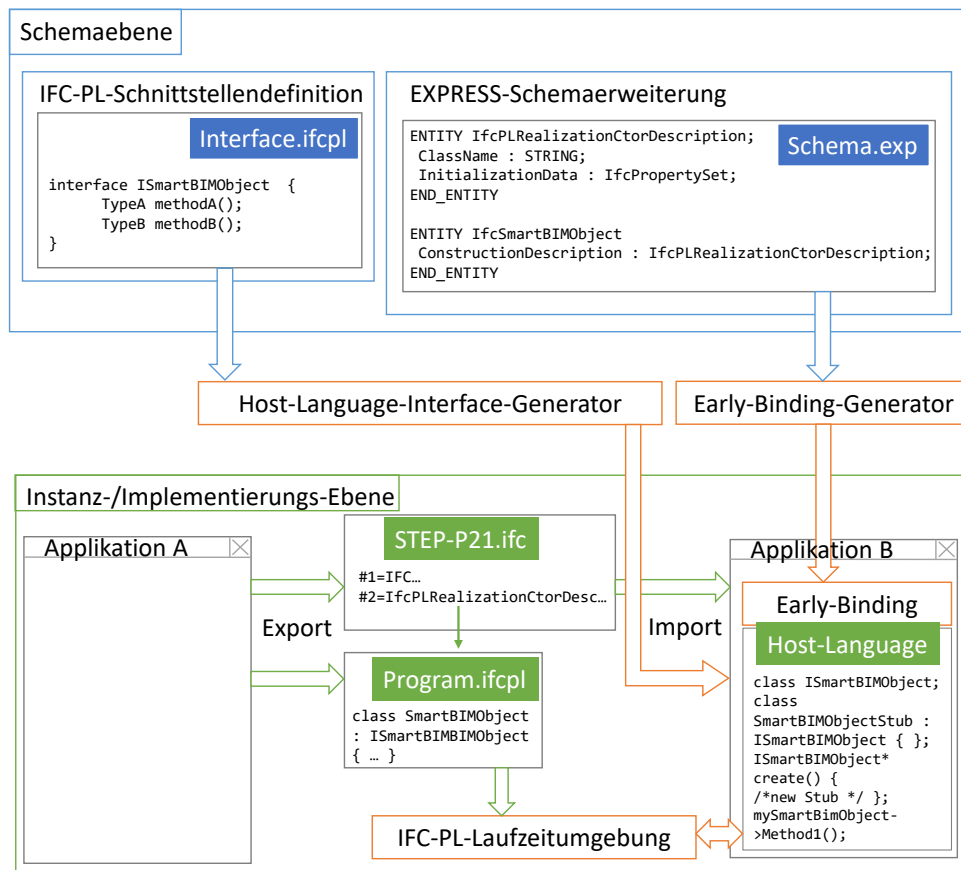 Schemaebene
IFC-PL-Schnittstellendefinition
Interface.ifcpl
interface ISmartBIMObject {
TypeA methodA();
TypeB methodB();
}
EXPRESS-Schemaerweiterung
Schema.exp
ENTITY IfcPLRealizationCtorDescription;
ClassName : STRING;
InitializationData : IfcPropertySet;
END_ENTITY
ENTITY IfcSmartBIMObject
ConstructionDescription : IfcPLRealizationCtorDescription;
END_ENTITY
Host-Language-Interface-Generator
Early-Binding-Generator
Instanz-/Implementierungs-Ebene
Applikation A
Export
STEP-P21.ifc
#1=IFC…
#2=IfcPLRealizationCtorDesc…
Program.ifcpl
class SmartBIMObject
: ISmartBIMBIMObject
{ … }
Import
Applikation B
Early-Binding
Host-Language
class ISmartBIMObject;
class
SmartBIMObjectStub :
ISmartBIMObject { };
ISmartBIMObject*
create() {
/*new Stub */ };
mySmartBimObject-
>Method1();
IFC-PL-Laufzeitumgebung